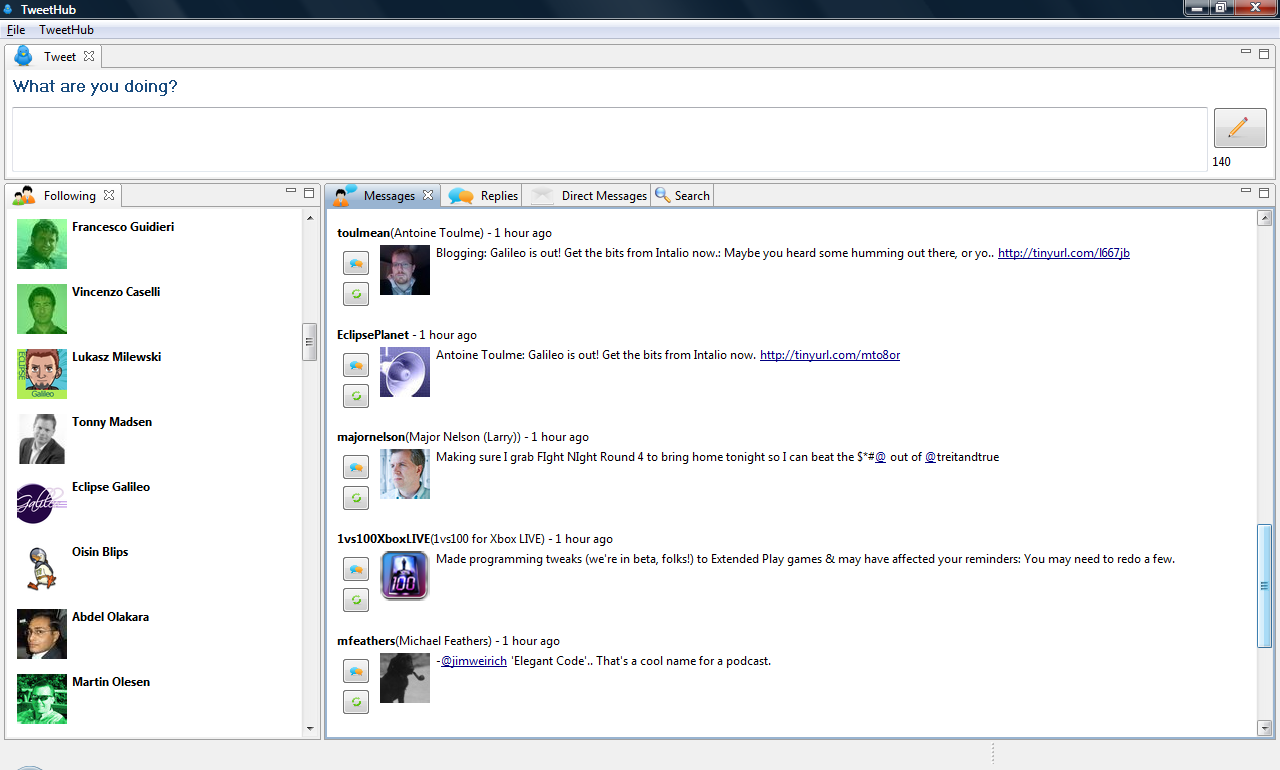 TweetHub
File TweetHub
Tweet
What are you doing?
140
Following
Messages Replies Direct Messages Search
Francesco Guidieri
Vincenzo Caselli
Lukasz Milewski
Galileo
Tonny Madsen
Eclipse Galileo
Galileo
Oisin Blips
Abdel Olakara
Martin Olesen
toulmean(Antoine Toulme) - 1 hour ago
Blogging: Galileo is out! Get the bits from Intalio now.: Maybe you heard some humming out there, or yo.. http://tinyurl.com/l667jb
EclipsePlanet - 1 hour ago
Antoine Toulme: Galileo is out! Get the bits from Intalio now. http://tinyurl.com/mto8or
majornelson(Major Nelson (Larry)) - 1 hour ago
Making sure I grab FIght NIght Round 4 to bring home tonight so I can beat the $*#@ out of @treitandtrue
1vs100XboxLIVE(1vs100 for Xbox LIVE) - 1 hour ago
100
Made programming tweaks (we're in beta, folks!) to Extended Play games & may have affected your reminders: You may need to redo a few.
mfeathers(Michael Feathers) - 1 hour ago
-@jimweirich 'Elegant Code'.. That's a cool name for a podcast.